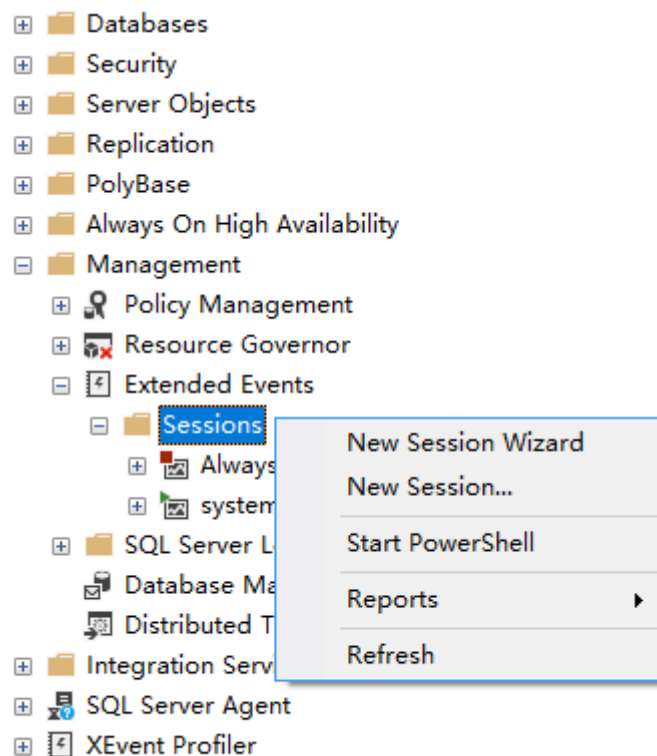 Databases
Security
Server Objects
Replication
PolyBase
Always On High Availability
Management
Policy Management
Resource Governor
Extended Events
Sessions
Always
system
SQL Server L
Database Ma
Distributed T
Integration Servi
SQL Server Agent
XEvent Profiler
New Session Wizard
New Session...
Start PowerShell
Reports
Refresh